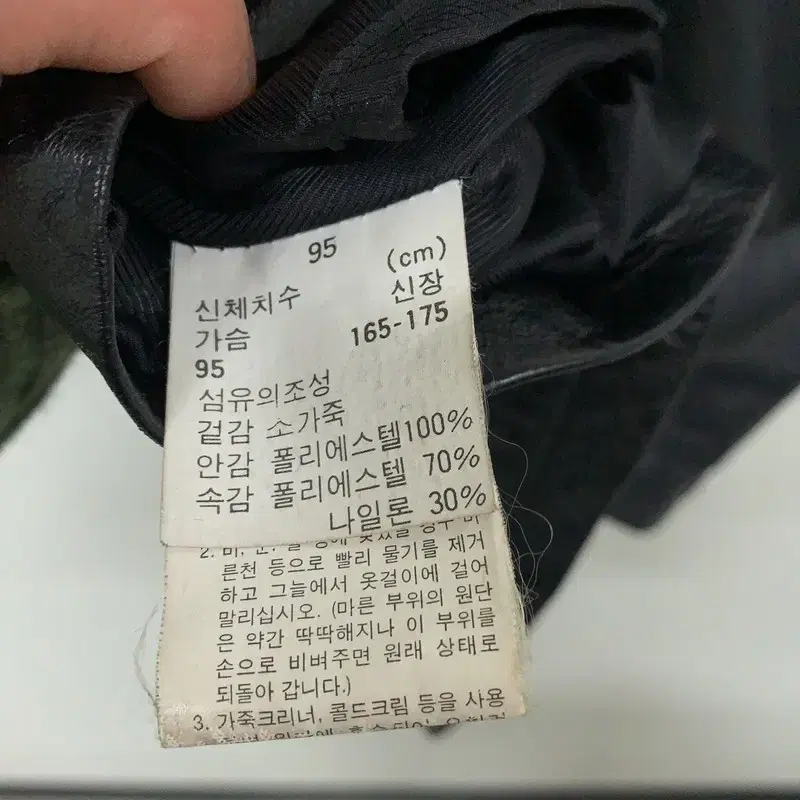 95
(cm)
신체치수 신장
가슴 165-175
95
섬유의조성
겉감 소가죽
안감 폴리에스텔100%
속감 폴리에스텔 70%
나일론 30%
2. 비, 눈,
른천 등으로 빨리 물기를 제거
하고 그늘에서 옷걸이에 걸어
말리십시오. (마른 부위의 원단
은 약간 딱딱해지나 이 부위를
손으로 비벼주면 원래 상태로
되돌아 갑니다.)
3. 가죽크리너, 콜드크림 등을 사용